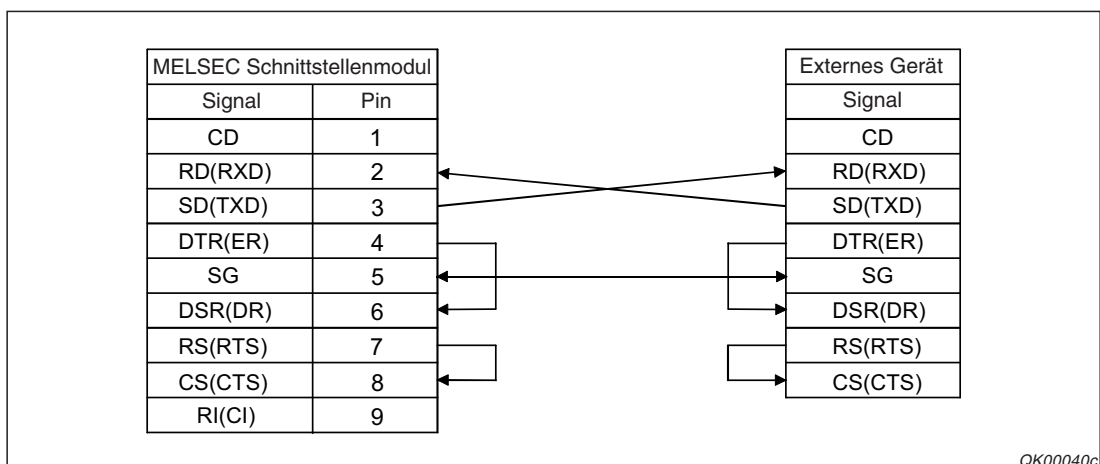 MELSEC Schnittstellenmodul Externes Gerät
Signal Pin Signal
CD 1 CD
RD(RXD) 2 RD(RXD)
SD(TXD) 3 SD(TXD)
DTR(ER) 4 DTR(ER)
SG 5 SG
DSR(DR) 6 DSR(DR)
RS(RTS) 7 RS(RTS)
CS(CTS) 8 CS(CTS)
RI(CI) 9
QK00040c